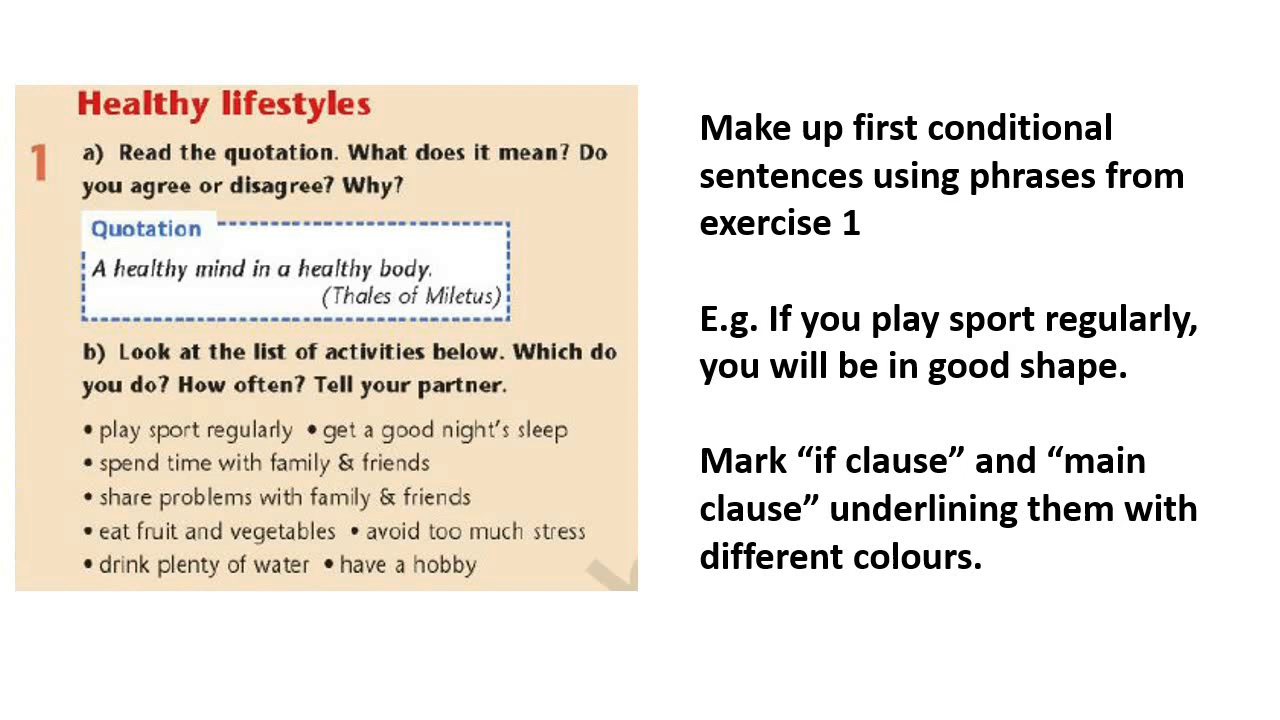 Healthy lifestyles
1 a) Read the quotation. What does it mean? Do
you agree or disagree? Why?
Quotation
A healthy mind in a healthy body.
(Thales of Miletus)
b) Look at the list of activities below. Which do
you do? How often? Tell your partner.
• play sport regularly • get a good night's sleep
• spend time with family & friends
• share problems with family & friends
• eat fruit and vegetables • avoid too much stress
• drink plenty of water • have a hobby
Make up first conditional
sentences using phrases from
exercise 1
E.g. If you play sport regularly,
you will be in good shape.
Mark “if clause” and “main
clause” underlining them with
different colours.